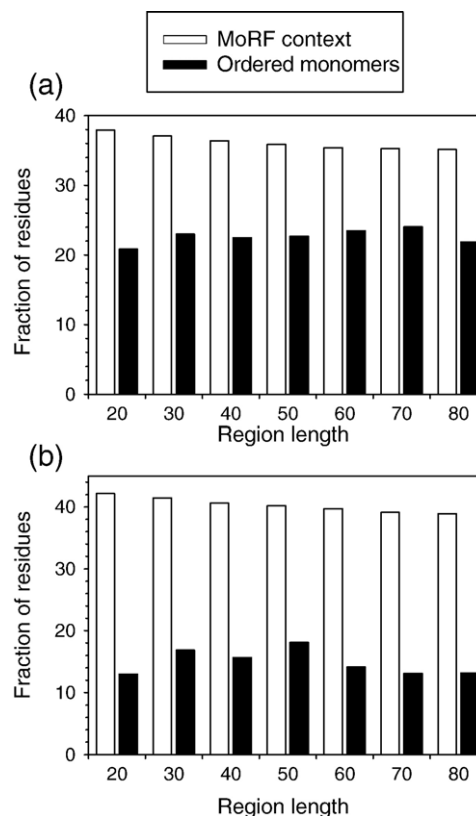 MoRF context
Ordered monomers
(a)
Fraction of residues
40
30
20
10
0
20 30 40 50 60 70 80
Region length
(b)
Fraction of residues
40
30
20
10
0
20 30 40 50 60 70 80
Region length